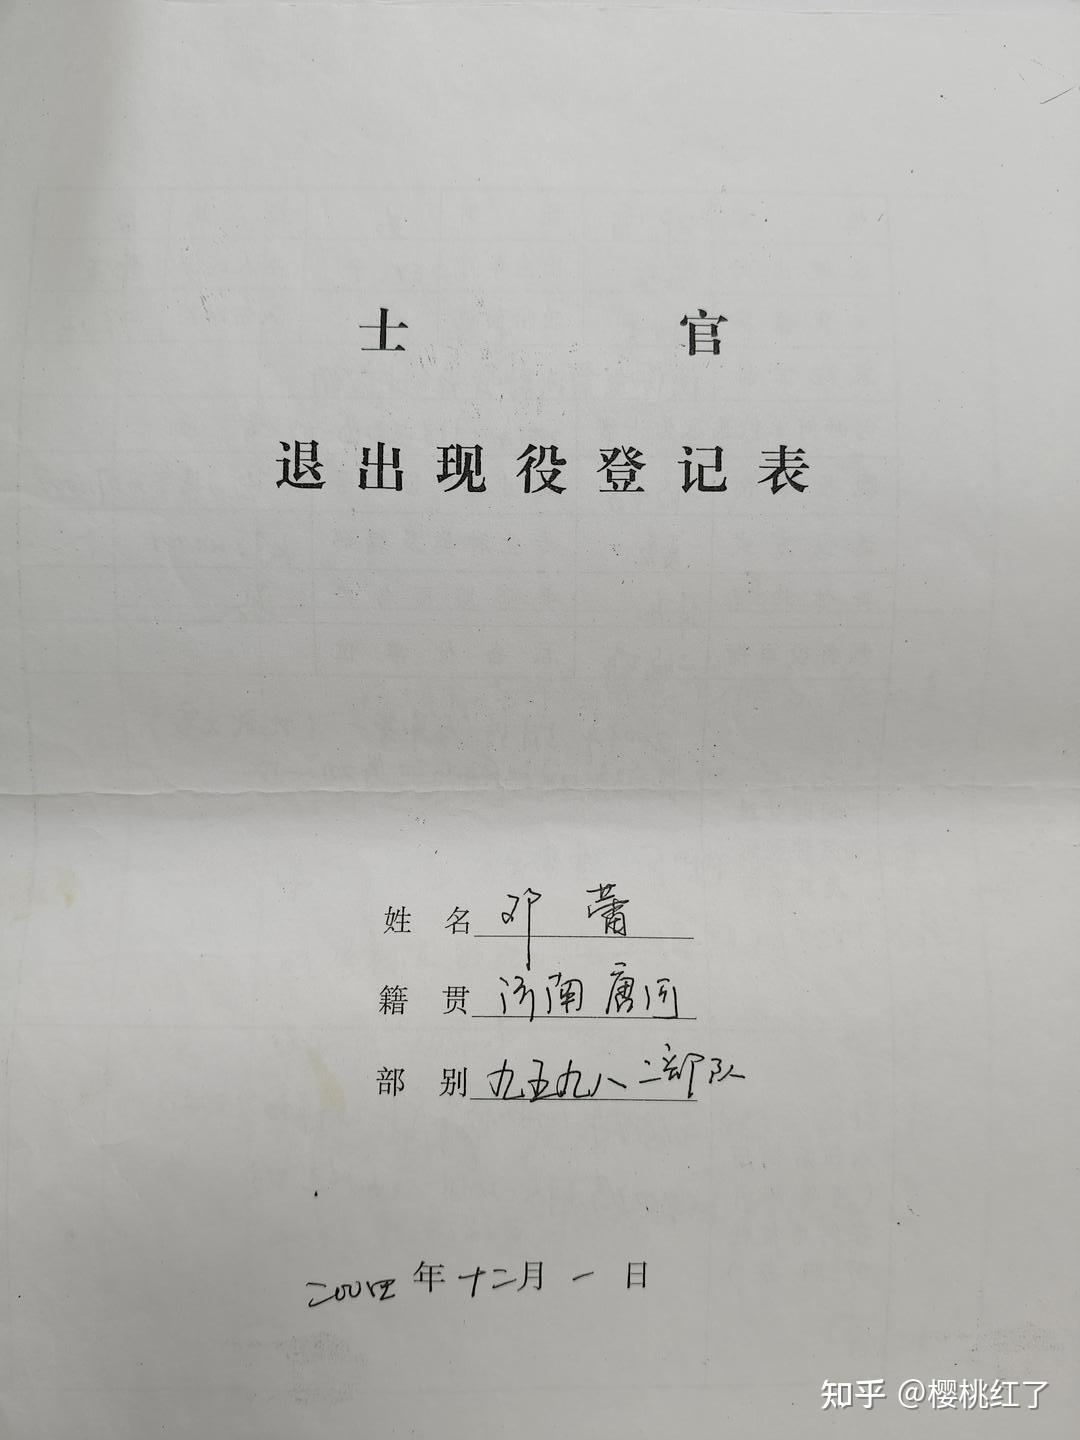 士官
退出现役登记表
姓名 邓蕾
籍贯 河南唐河
部别 九五九八二部队
二00四年十二月一日
知乎 @樱桃红了